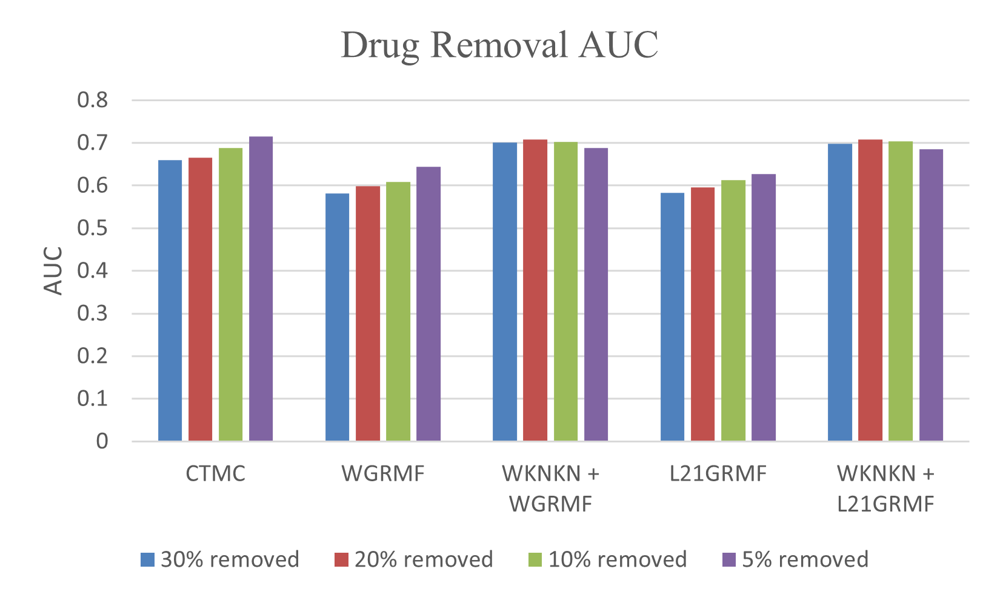 Drug Removal AUC
0.8
0.7
0.6
0.5
0.4
0.3
0.2
0.1
0
AUC
CTMC
WGRMF
WKNKN +
WGRMF
L21GRMF
WKNKN +
L21GRMF
30% removed
20% removed
10% removed
5% removed